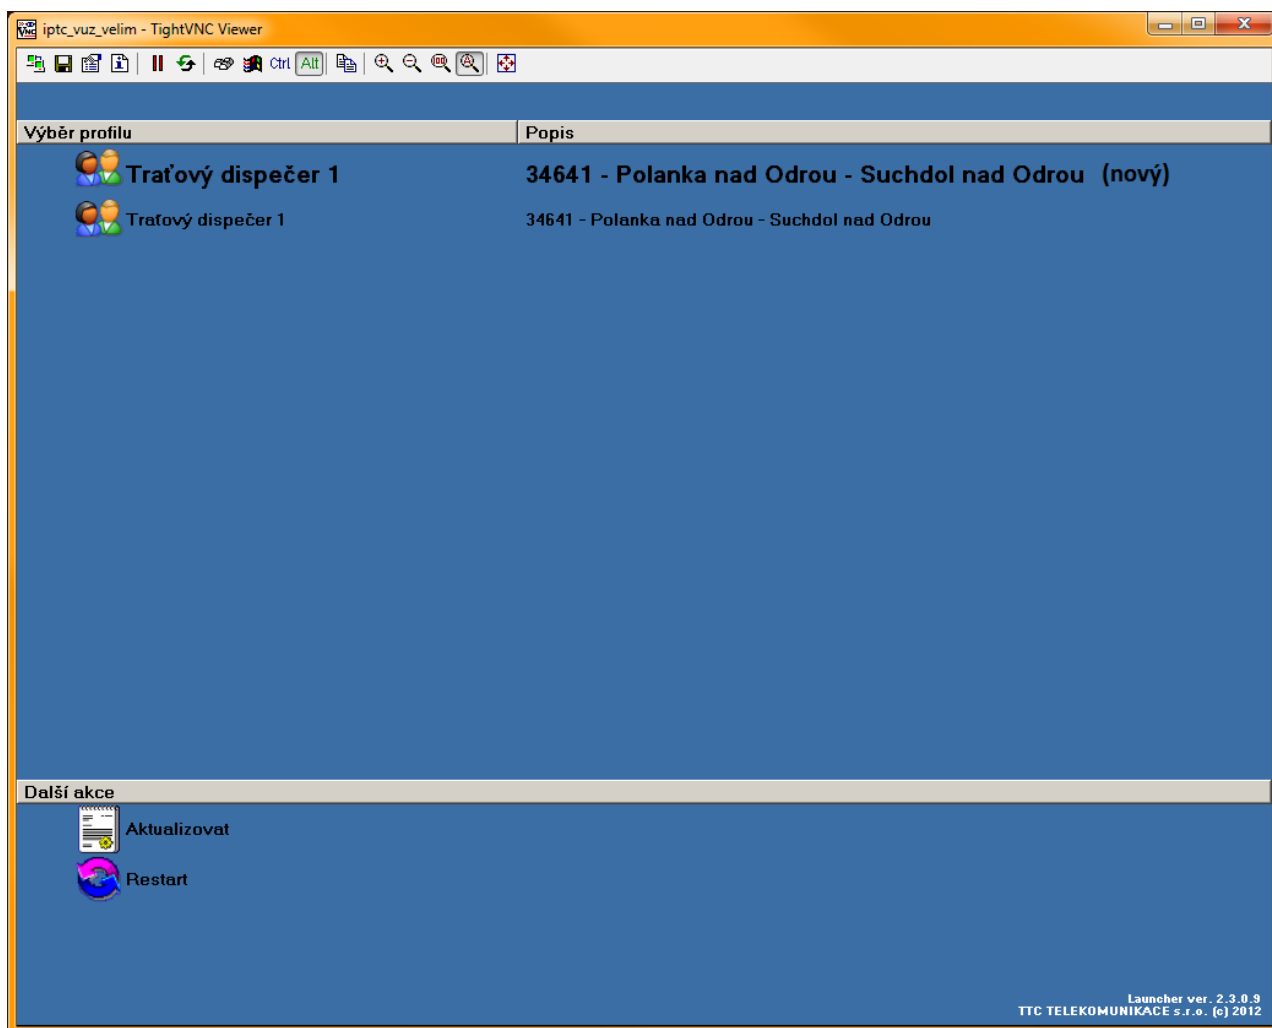 iptc_vuz_velim - TightVNC Viewer
Ctrl Alt
Výběr profilu Popis
Traťový dispečer 1 34641 - Polanka nad Odrou - Suchdol nad Odrou (nový)
Traťový dispečer 1 34641 - Polanka nad Odrou - Suchdol nad Odrou
Další akce
Aktualizovat
Restart
Launcher ver. 2.3.0.9
TTC TELEKOMUNIKACE s.r.o. (c) 2012